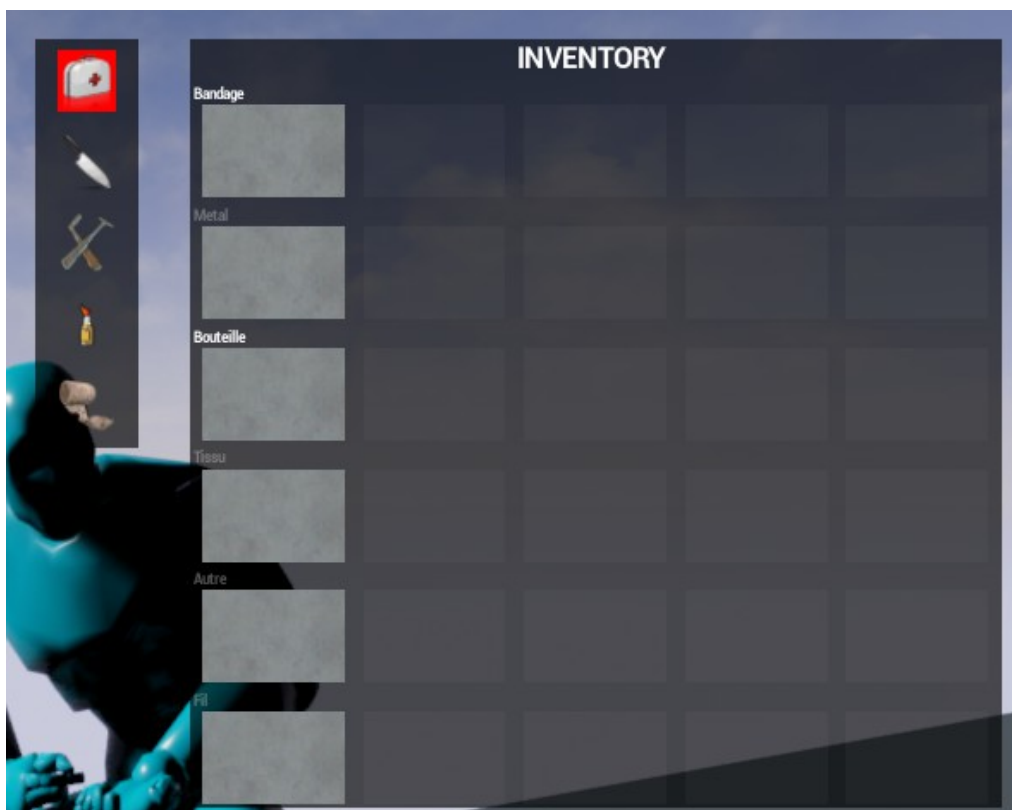 INVENTORY
Bandage
Metal
Bouteille
Tissu
Autre
Fil